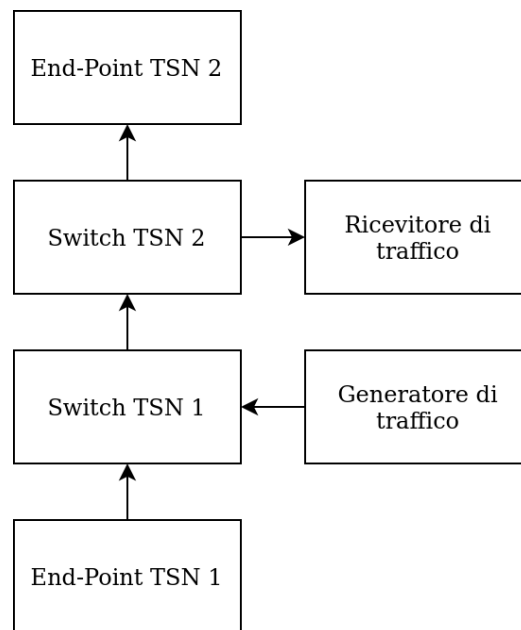 End-Point TSN 2
Switch TSN 2
Ricevitore di
traffico
Switch TSN 1
Generatore di
traffico
End-Point TSN 1